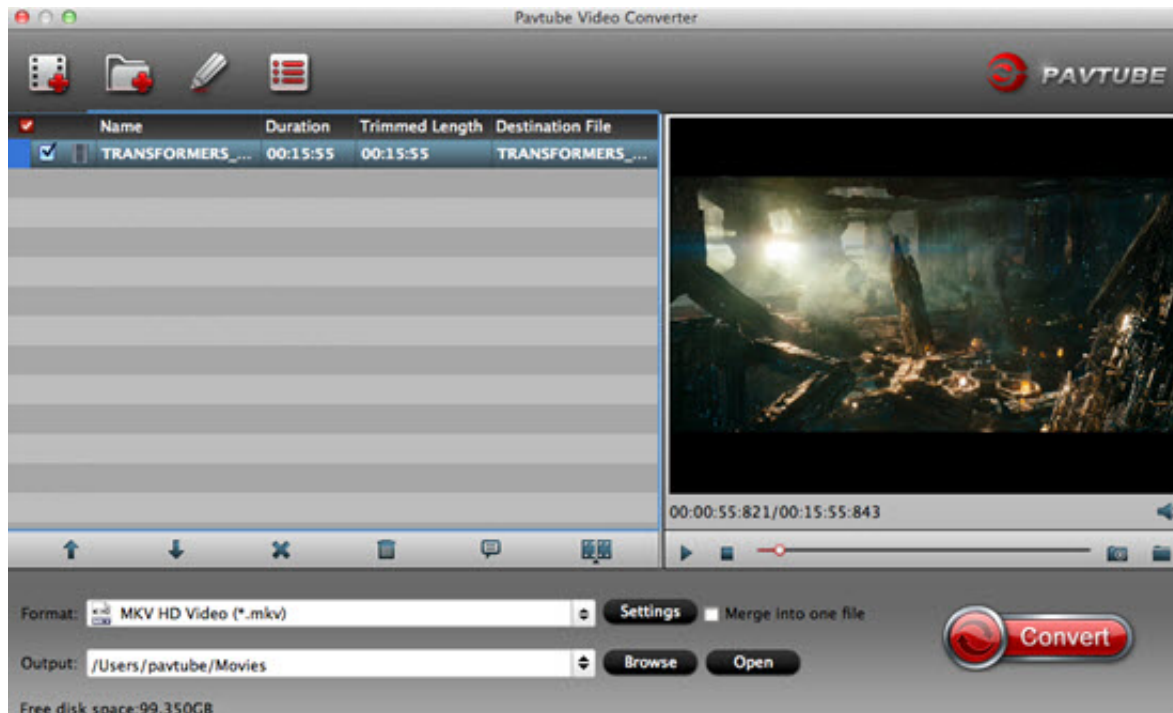 Pavtube Video Converter
PAVTUBE
Name Duration Trimmed Length Destination File
TRANSFORMERS_... 00:15:55 00:15:55 TRANSFORMERS_...
00:00:55:821/00:15:55:843
Format: MKV HD Video (*.mkv) Settings Merge into one file
Convert
Output: /Users/pavtube/Movies Browse Open
Free disk space:99.350GB